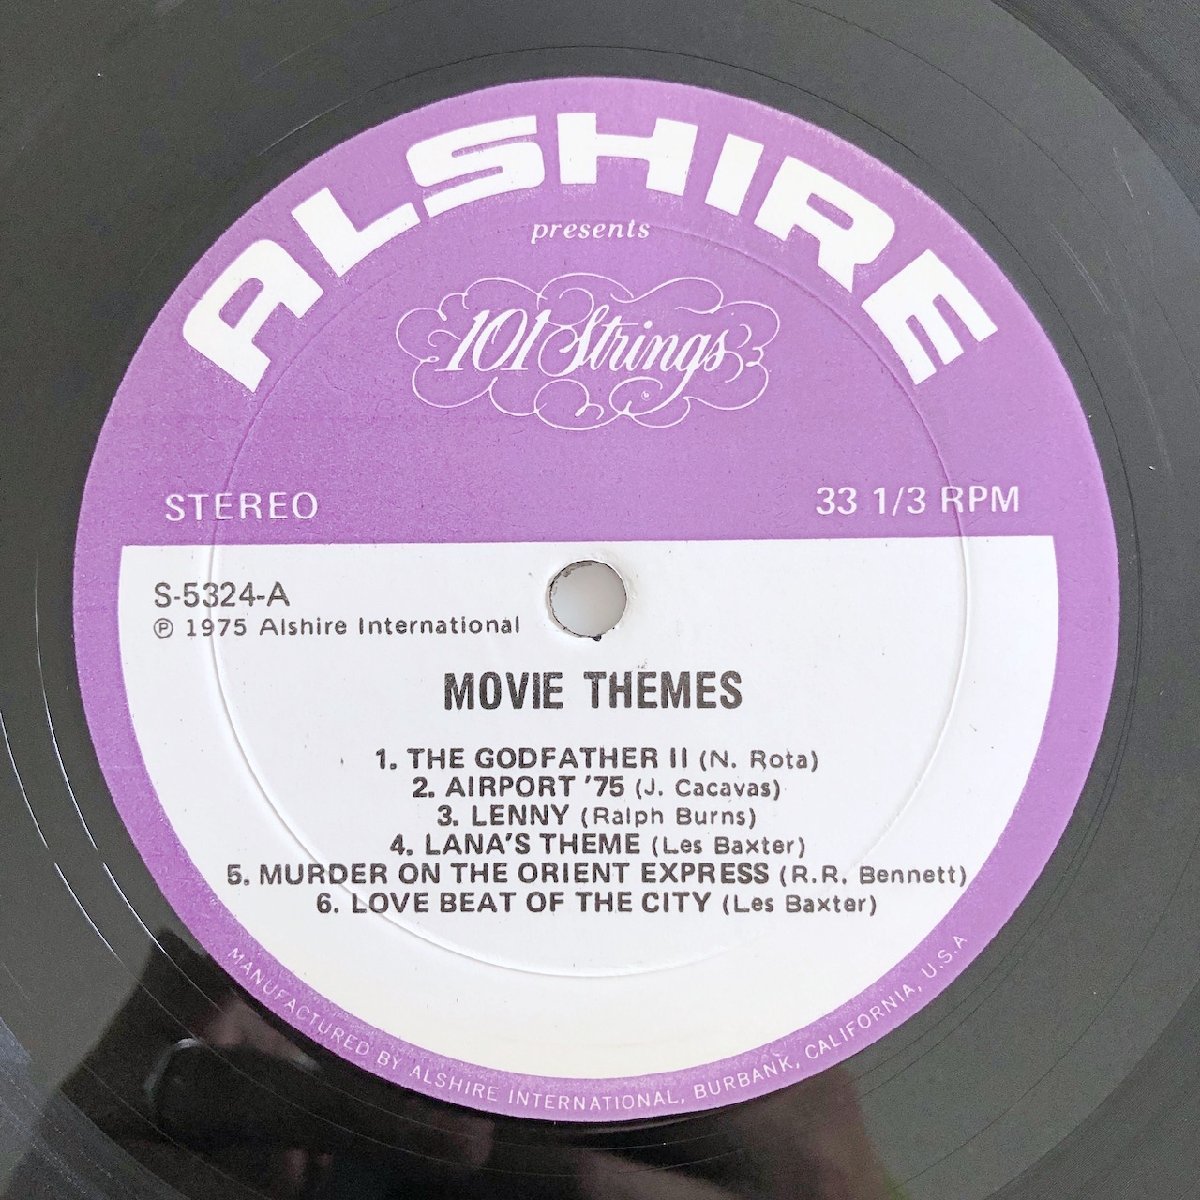 ALSHIRE
presents
101 Strings
STEREO
33 1/3 RPM
S-5324-A
℗ 1975 Alshire International
MOVIE THEMES
1. THE GODFATHER II (N. Rota)
2. AIRPORT '75 (J. Cacavas)
3. LENNY (Ralph Burns)
4. LANA'S THEME (Les Baxter)
5. MURDER ON THE ORIENT EXPRESS (R.R. Bennett)
6. LOVE BEAT OF THE CITY (Les Baxter)
MANUFACTURED BY ALSHIRE INTERNATIONAL, BURBANK, CALIFORNIA, U.S.A